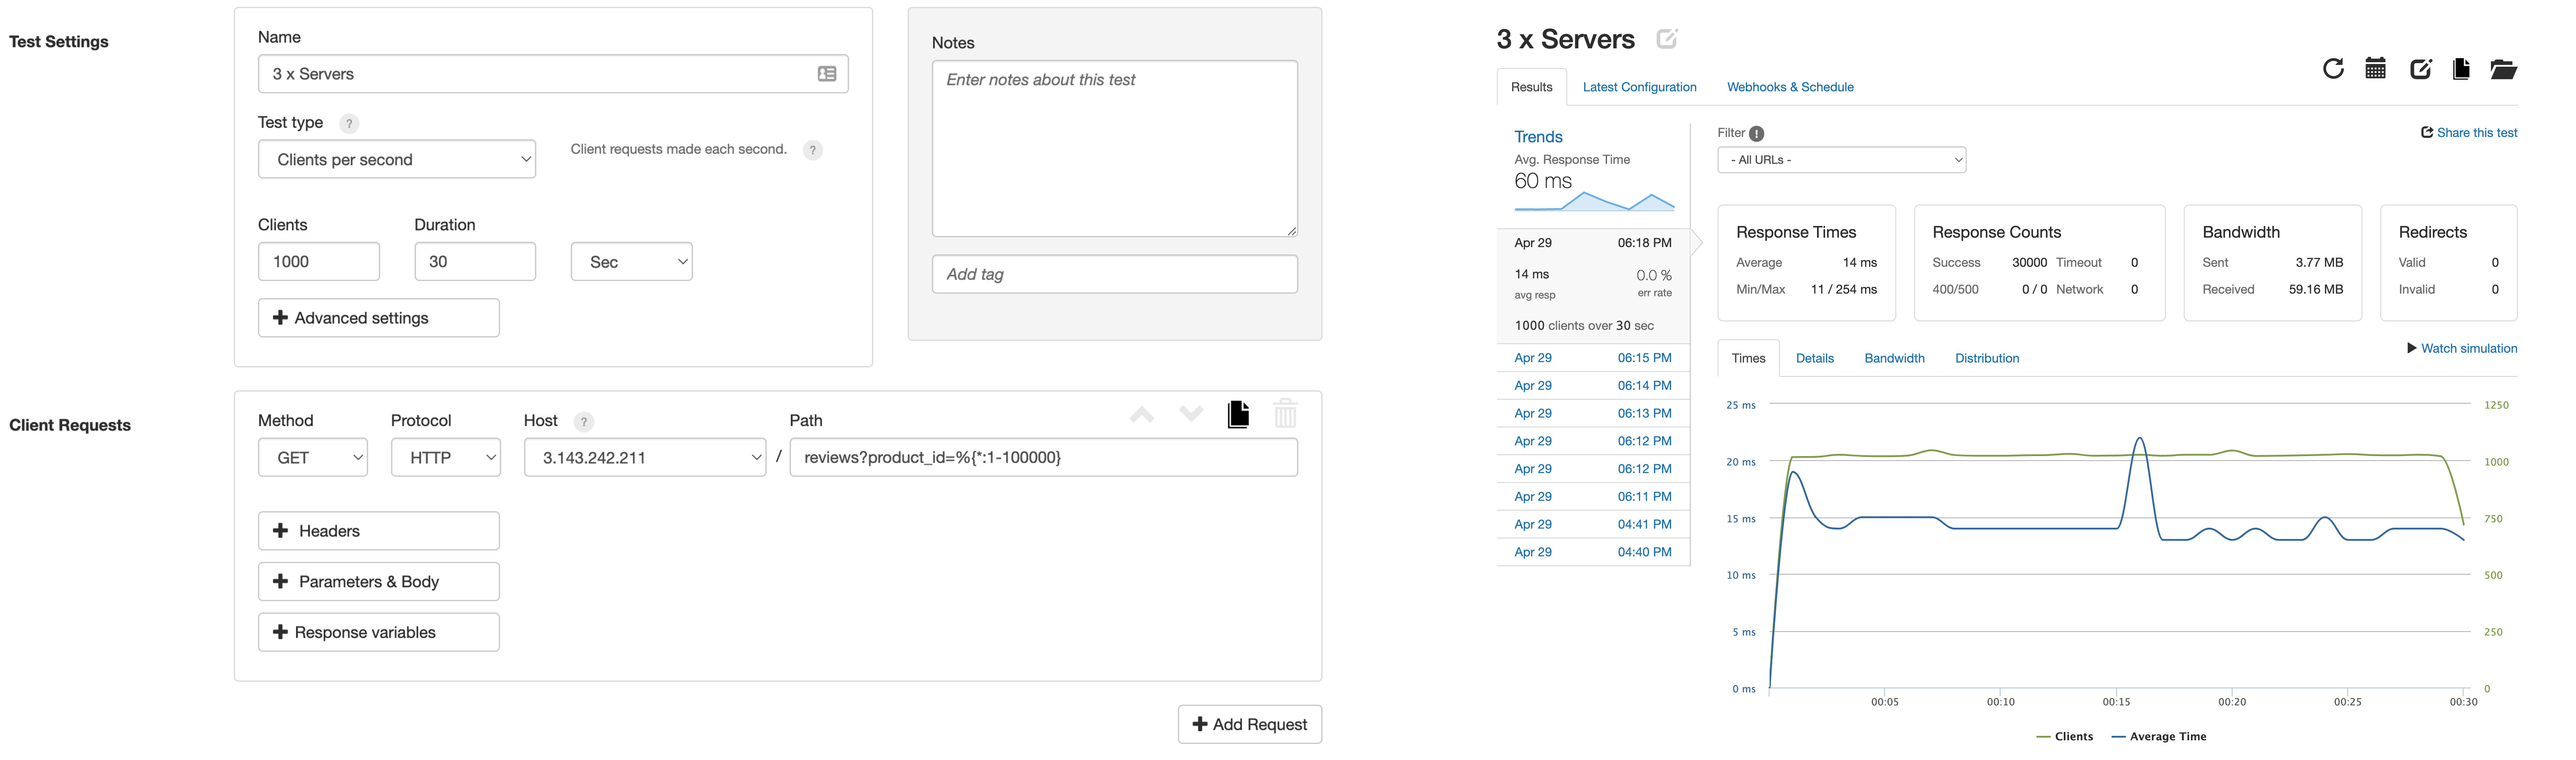 Test Settings
Name
3 x Servers
Test type ?
Clients per second
Client requests made each second. ?
Clients
Duration
1000
30
Sec
Advanced settings
Notes
Enter notes about this test
Add tag
Client Requests
Method
Protocol
Host ?
Path
GET
HTTP
3.143.242.211
/
reviews?product_id=%{*:1-100000}
Headers
Parameters & Body
Response variables
Add Request
3 x Servers
Results
Latest Configuration
Webhooks & Schedule
Trends
Avg. Response Time
60 ms
Apr 29 06:18 PM
14 ms 0.0 %
avg resp err rate
1000 clients over 30 sec
Apr 29 06:15 PM
Apr 29 06:14 PM
Apr 29 06:13 PM
Apr 29 06:12 PM
Apr 29 06:12 PM
Apr 29 06:11 PM
Apr 29 04:41 PM
Apr 29 04:40 PM
Filter !
Share this test
- All URLs -
Response Times
Average 14 ms
Min/Max 11 / 254 ms
Response Counts
Success 30000 Timeout 0
400/500 0 / 0 Network 0
Bandwidth
Sent 3.77 MB
Received 59.16 MB
Redirects
Valid 0
Invalid 0
Times
Details
Bandwidth
Distribution
Watch simulation
25 ms 1250
20 ms 1000
15 ms 750
10 ms 500
5 ms 250
0 ms 0
00:05 00:10 00:15 00:20 00:25 00:30
Clients Average Time